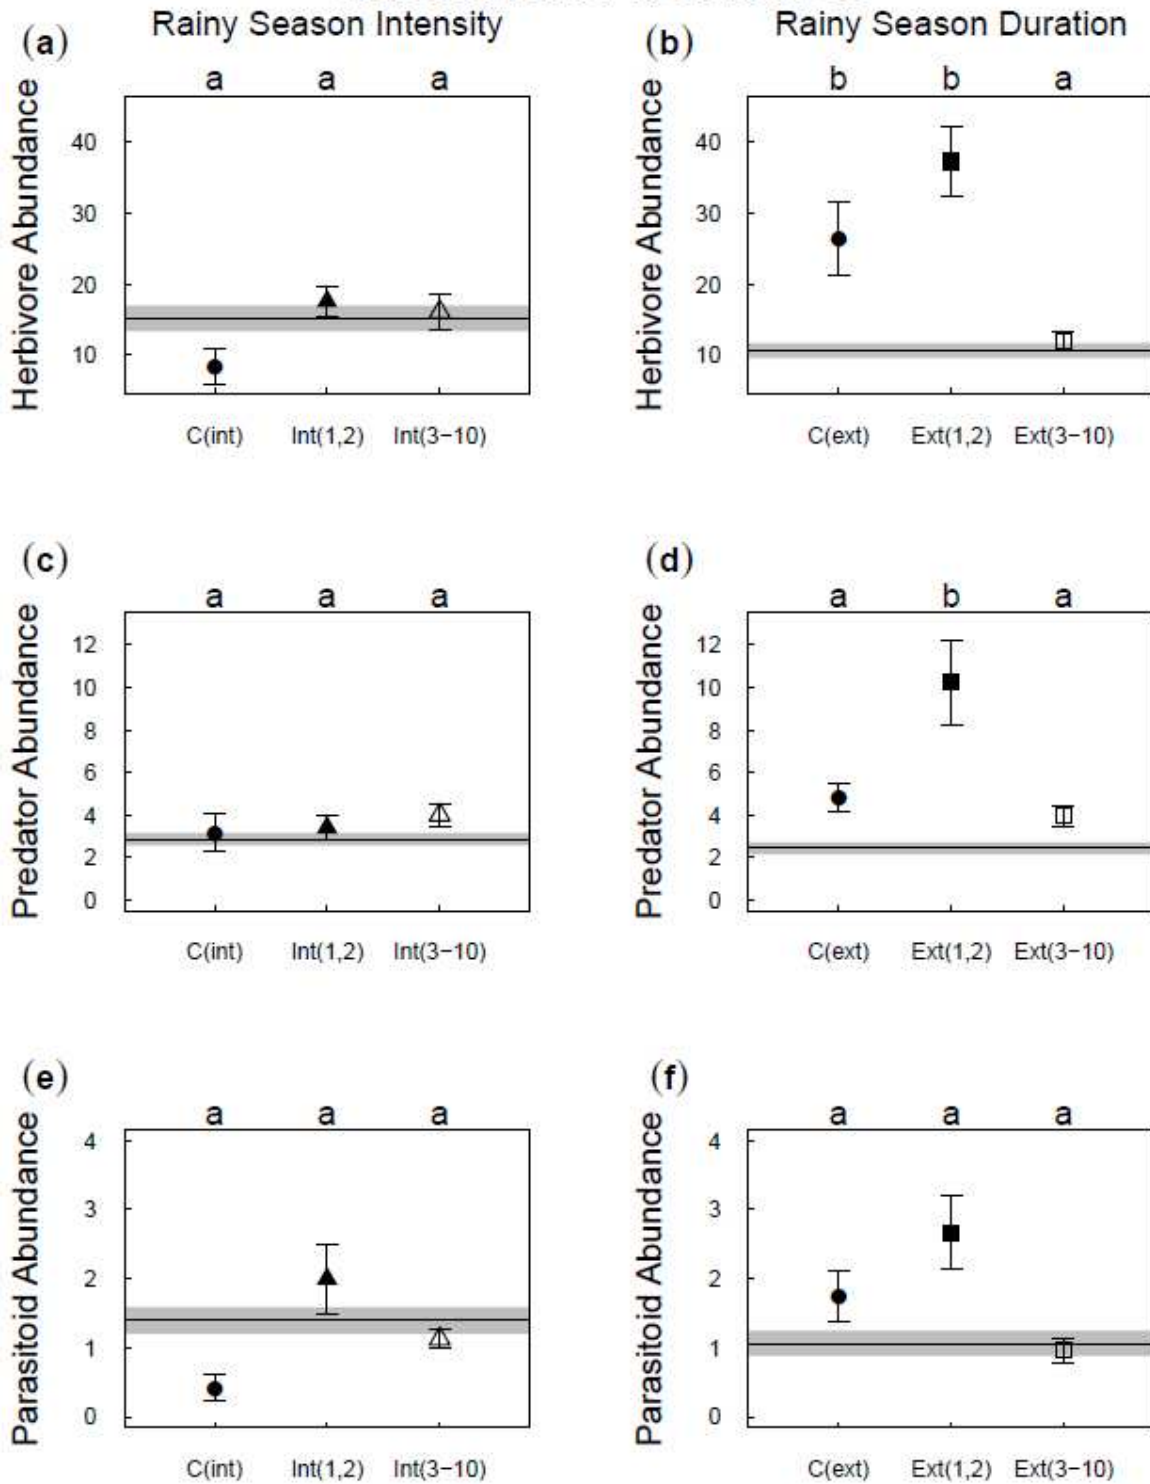 Rainy Season Intensity
Rainy Season Duration
(a)
a a a
Herbivore Abundance
40
30
20
10
C(int) Int(1,2) Int(3−10)
(b)
b b a
Herbivore Abundance
40
30
20
10
C(ext) Ext(1,2) Ext(3−10)
(c)
a a a
Predator Abundance
12
10
8
6
4
2
0
C(int) Int(1,2) Int(3−10)
(d)
a b a
Predator Abundance
12
10
8
6
4
2
0
C(ext) Ext(1,2) Ext(3−10)
(e)
a a a
Parasitoid Abundance
4
3
2
1
0
C(int) Int(1,2) Int(3−10)
(f)
a a a
Parasitoid Abundance
4
3
2
1
0
C(ext) Ext(1,2) Ext(3−10)